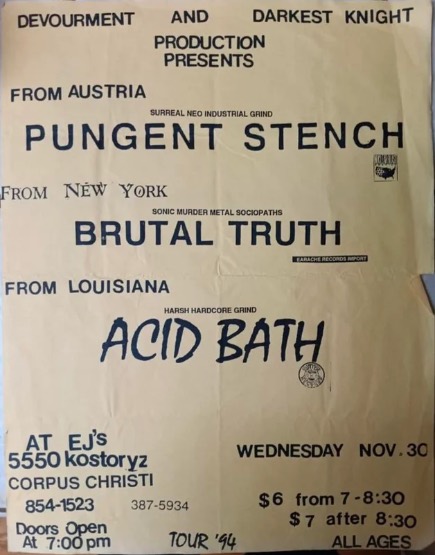 DEVOURMENT AND DARKEST KNIGHT
PRODUCTION
PRESENTS
FROM AUSTRIA
SURREAL NEO INDUSTRIAL GRIND
PUNGENT STENCH
FROM NEW YORK
SONIC MURDER METAL SOCIOPATHS
BRUTAL TRUTH
EARACHE RECORDS IMPORT
FROM LOUISIANA
HARSH HARDCORE GRIND
ACID BATH
AT EJ's
5550 kostoryz
CORPUS CHRISTI
854-1523 387-5934
Doors Open
At 7:00 pm
TOUR '94
WEDNESDAY NOV. 30
$6 from 7-8:30
$7 after 8:30
ALL AGES